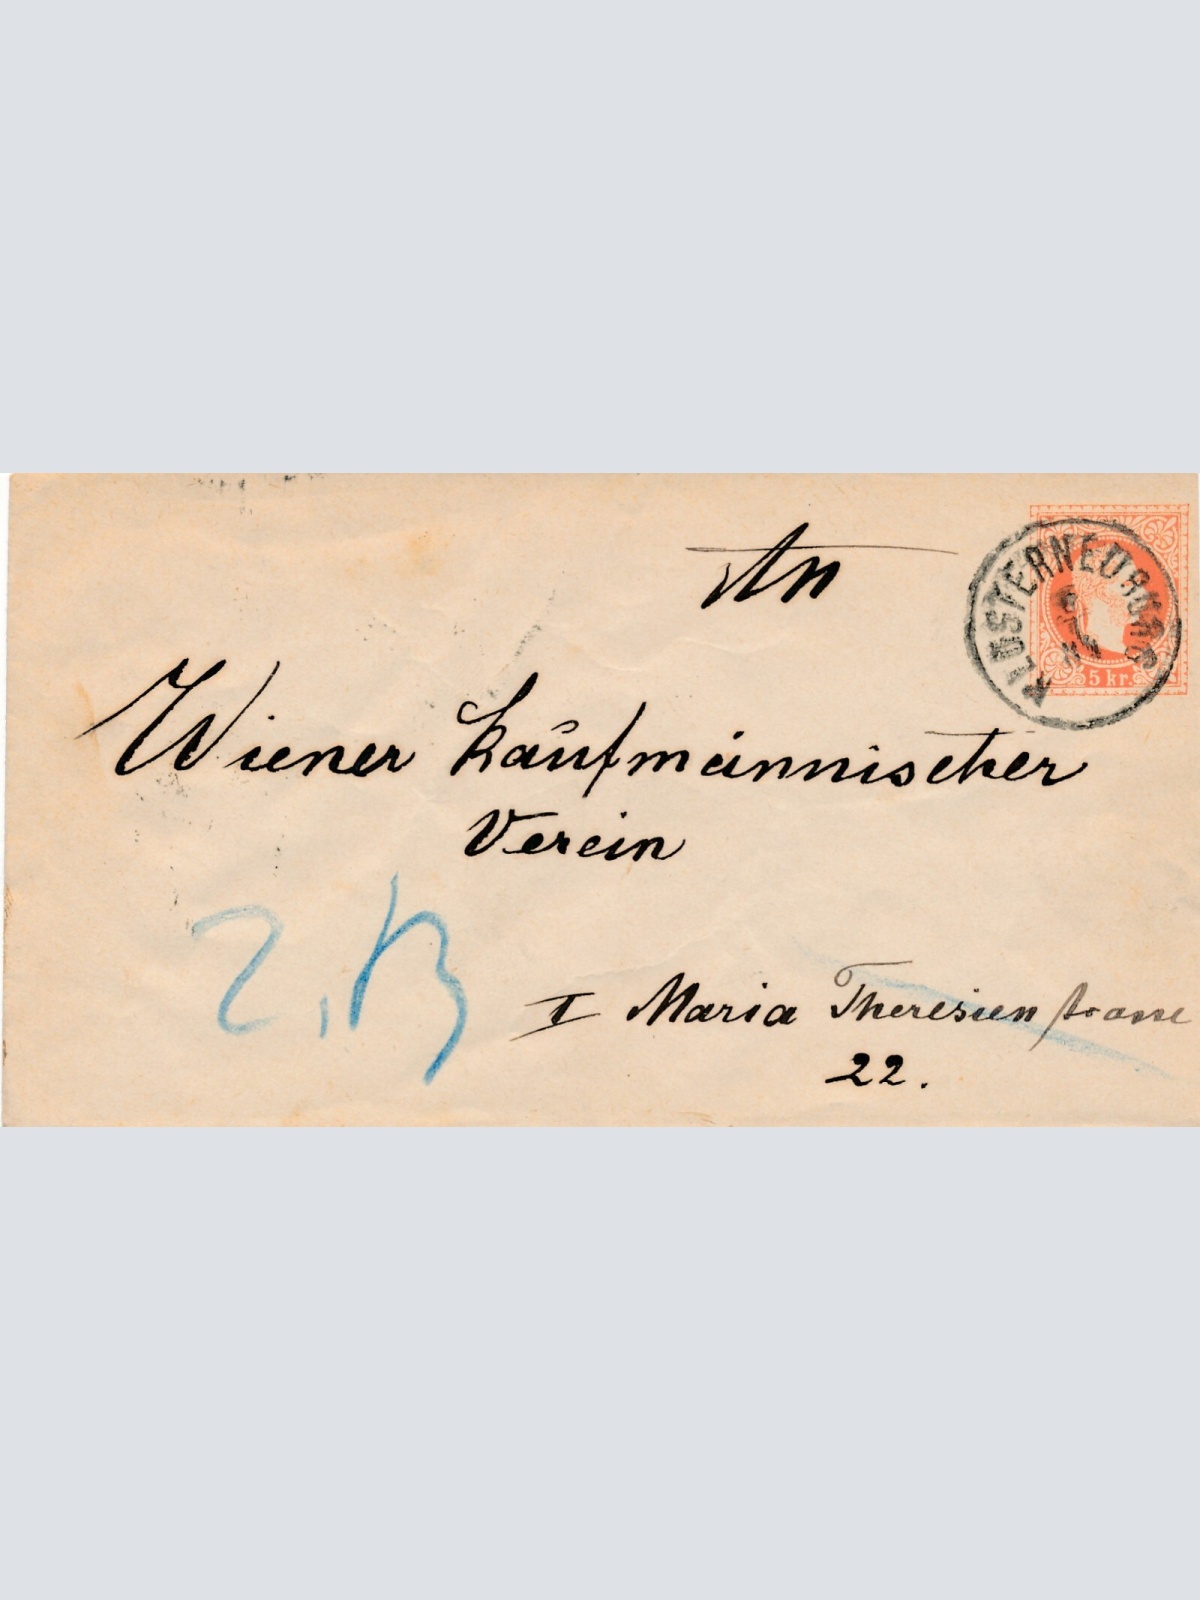 An
KLOSTERNEUBURG
5 kr.
Wiener kaufmännischer
Verein
I Maria Theresienstrasse
22.